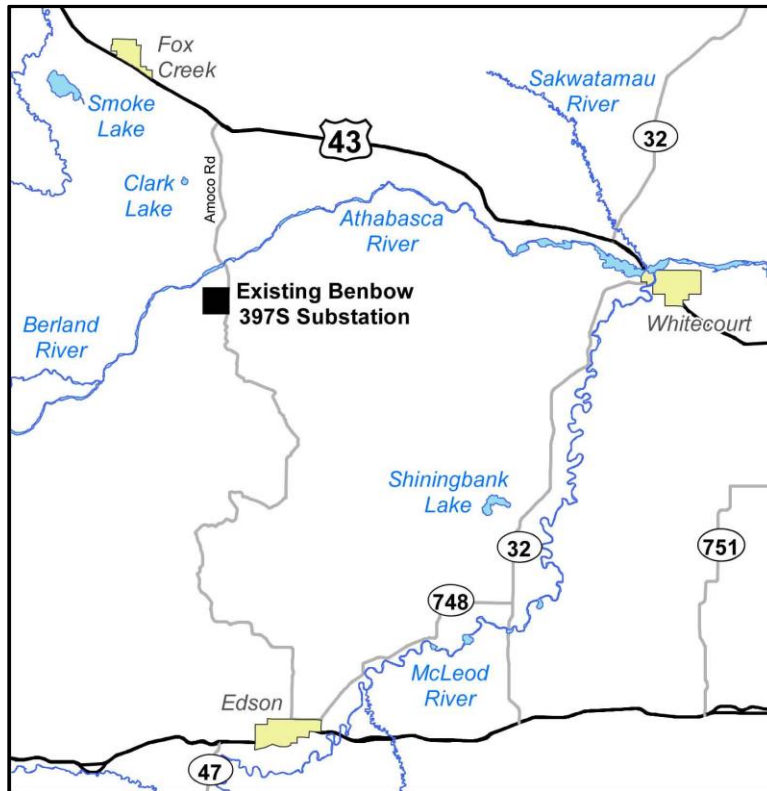 Fox
Creek
Sakwatamau
River
Smoke
Lake
43
32
Clark
Lake
Amoco Rd
Athabasca
River
Existing Benbow
397S Substation
Berland
River
Whitecourt
Shiningbank
Lake
32
751
748
McLeod
River
Edson
47